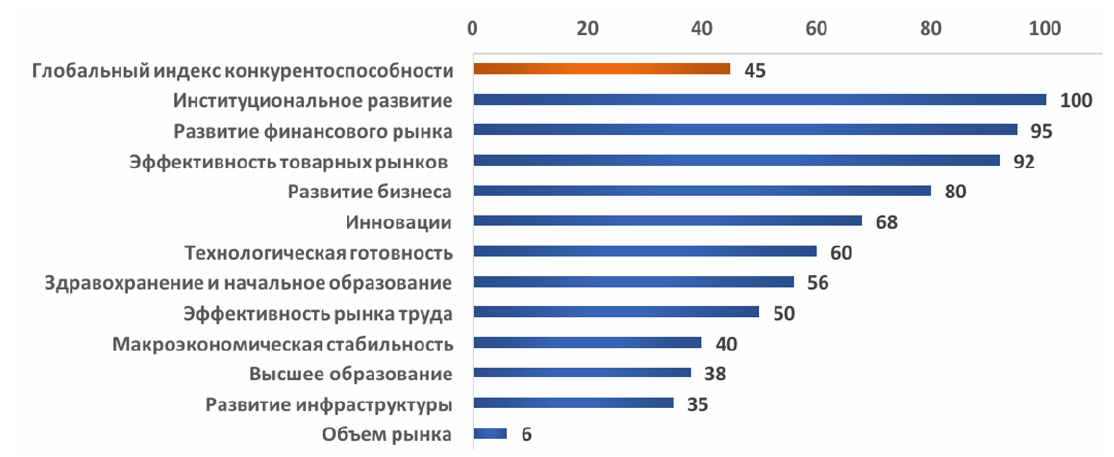 0 20 40 60 80 100
Глобальный индекс конкурентоспособности 45
Институциональное развитие 100
Развитие финансового рынка 95
Эффективность товарных рынков 92
Развитие бизнеса 80
Инновации 68
Технологическая готовность 60
Здравохранение и начальное образование 56
Эффективность рынка труда 50
Макроэкономическая стабильность 40
Высшее образование 38
Развитие инфраструктуры 35
Объем рынка 6